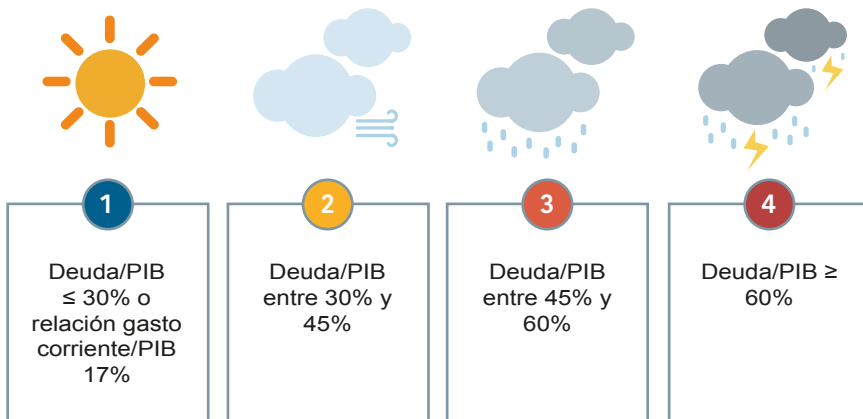 1
Deuda/PIB
≤ 30% o
relación gasto
corriente/PIB
17%
2
Deuda/PIB
entre 30% y
45%
3
Deuda/PIB
entre 45% y
60%
4
Deuda/PIB ≥
60%